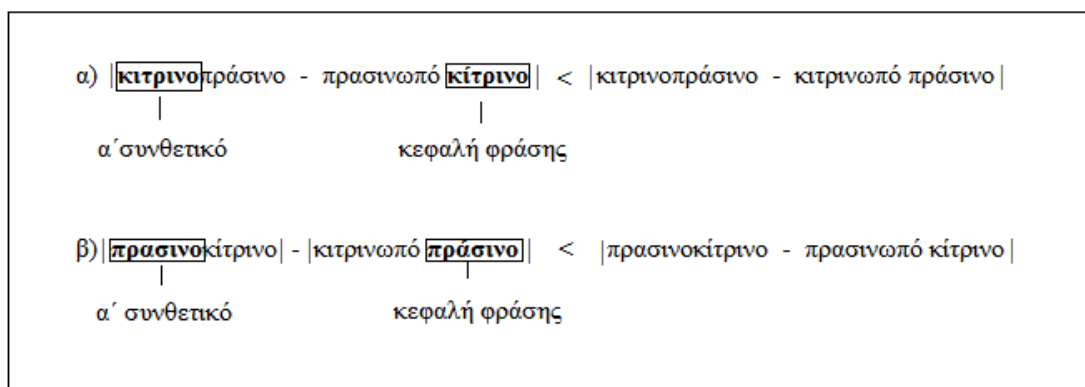 α) |κιτρινοπράσινο - πρασινωπό κίτρινο| < |κιτρινοπράσινο - κιτρινωπό πράσινο|
α΄συνθετικό κεφαλή φράσης
β)|πρασινοκίτρινο| - |κιτρινωπό πράσινο| < |πρασινοκίτρινο - πρασινωπό κίτρινο|
α΄ συνθετικό κεφαλή φράσης